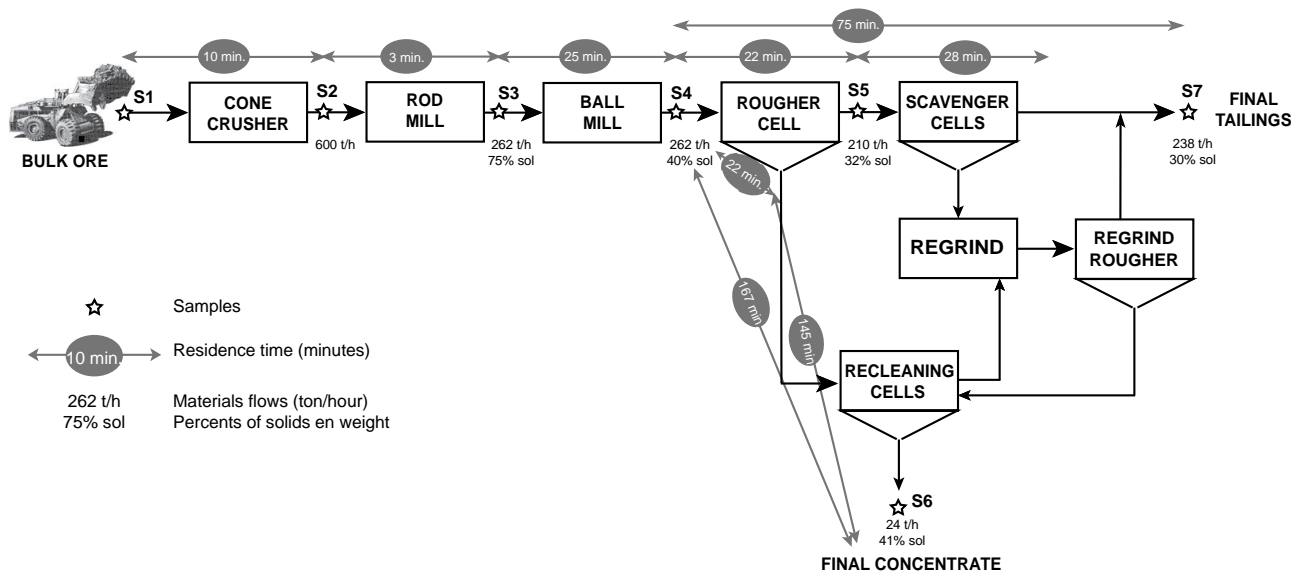 75 min.
10 min.
3 min.
25 min.
22 min.
28 min.
S1
S2
S3
S4
S5
S7
CONE
CRUSHER
ROD
MILL
BALL
MILL
ROUGHER
CELL
SCAVENGER
CELLS
FINAL
TAILINGS
BULK ORE
600 t/h
262 t/h
75% sol
262 t/h
40% sol
210 t/h
32% sol
238 t/h
30% sol
22 min.
REGRIND
REGRIND
ROUGHER
167 min
145 min
Samples
10 min.
Residence time (minutes)
262 t/h
75% sol
Materials flows (ton/hour)
Percents of solids en weight
RECLEANING
CELLS
S6
24 t/h
41% sol
FINAL CONCENTRATE